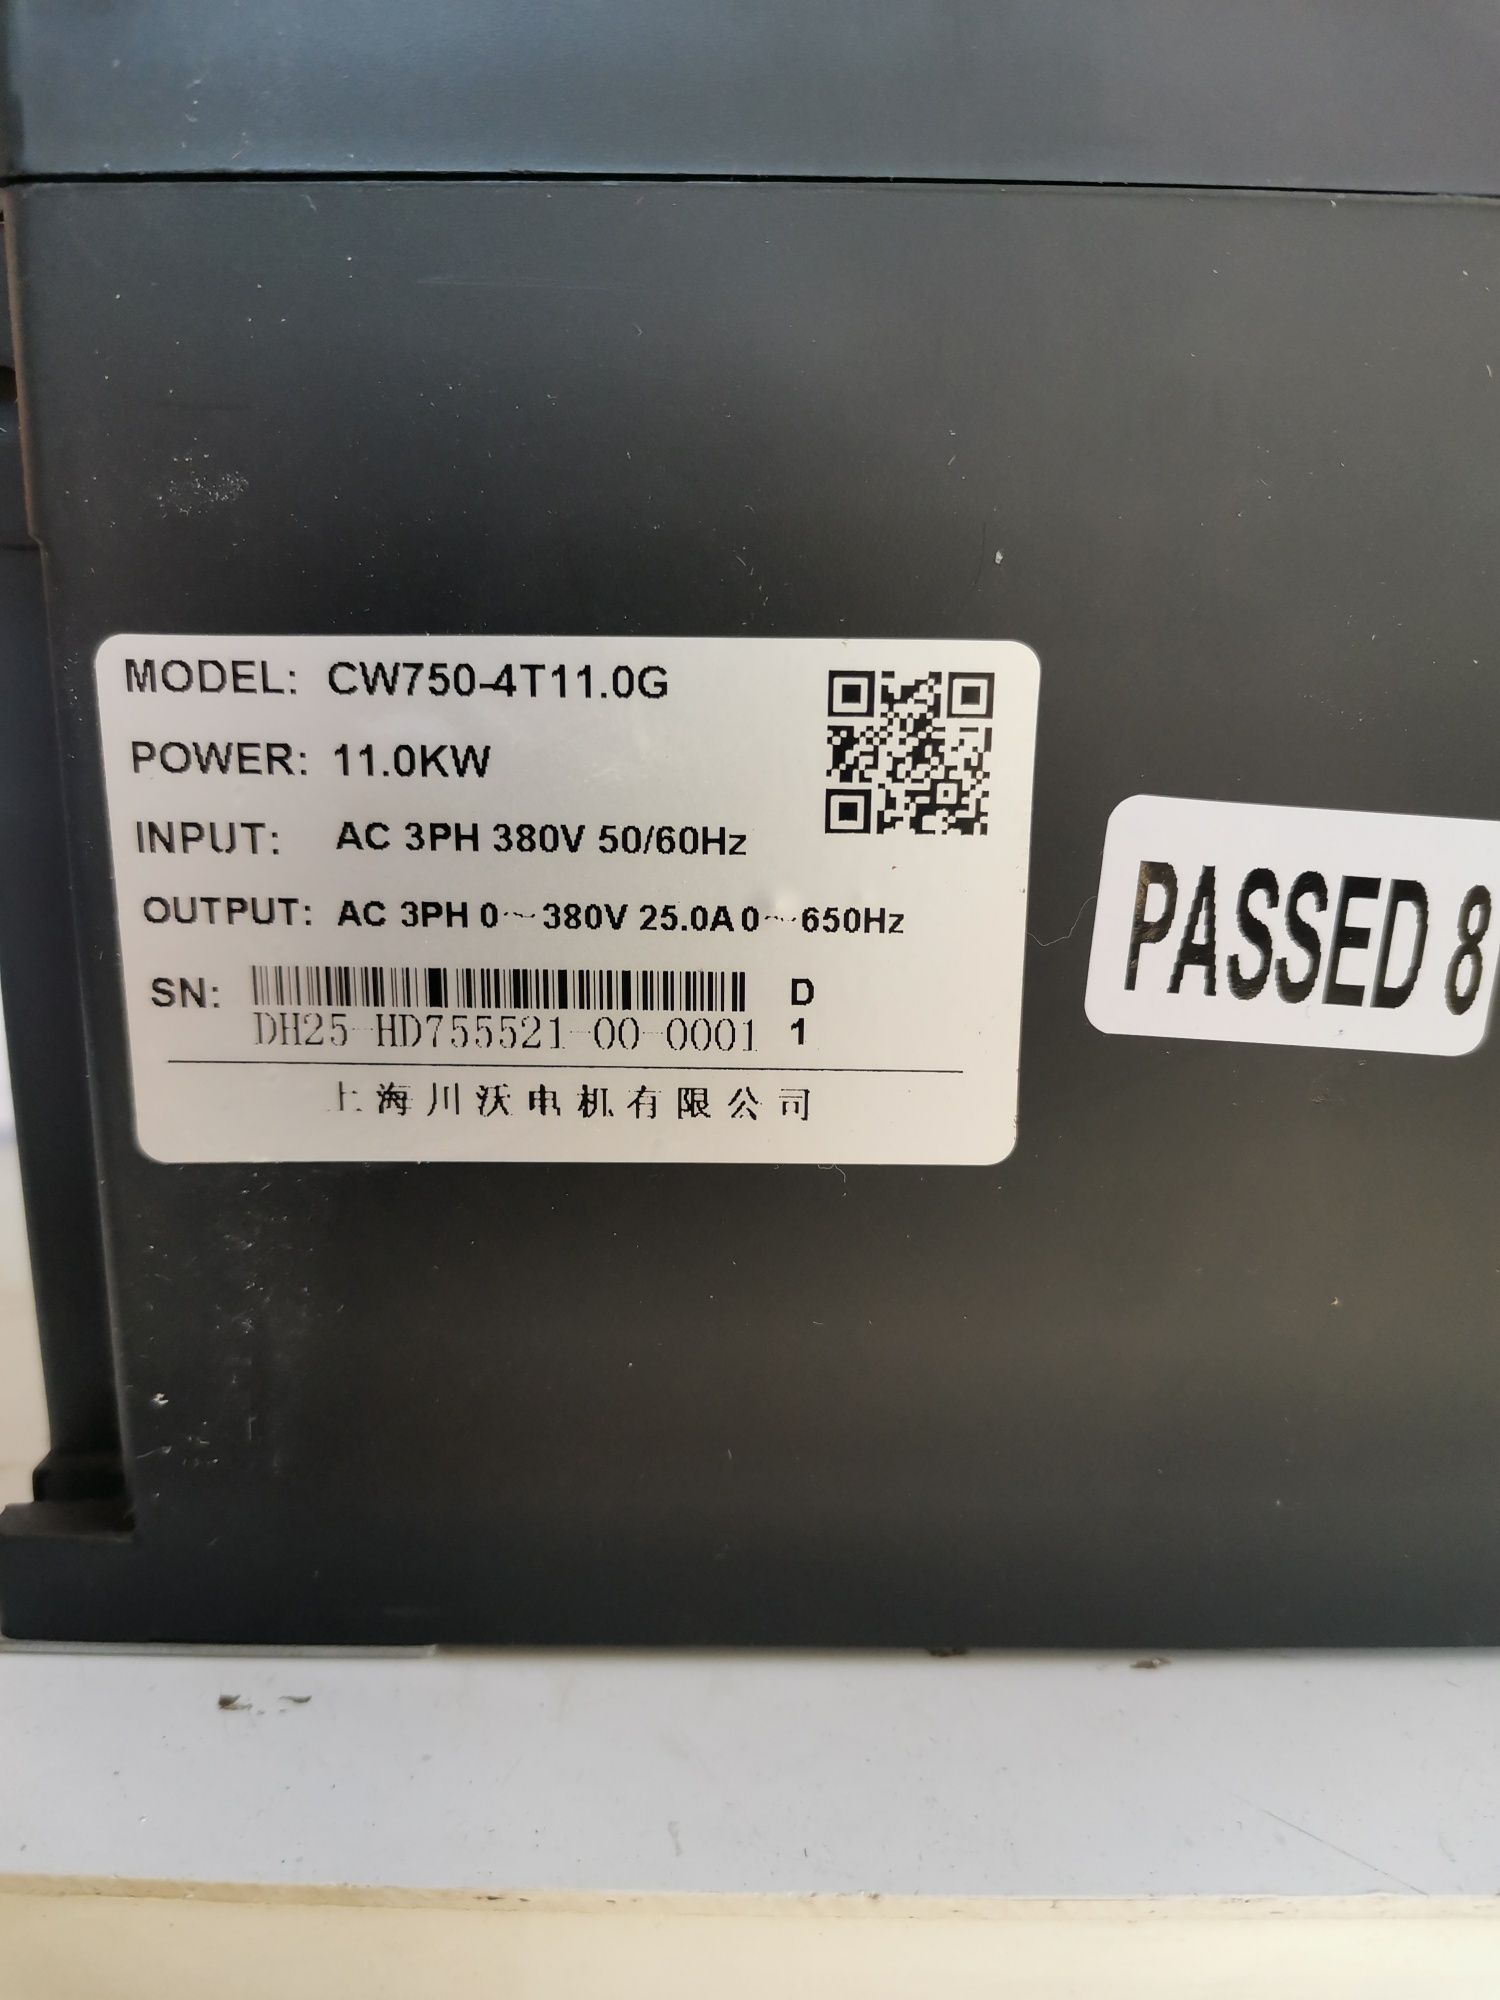 MODEL: CW750-4T11.0G
POWER: 11.0KW
INPUT: AC 3PH 380V 50/60Hz
OUTPUT: AC 3PH 0~380V 25.0A 0~650Hz
SN: D
DH25-HD755521-00-0001 1
上海川沃电机有限公司
PASSED 8